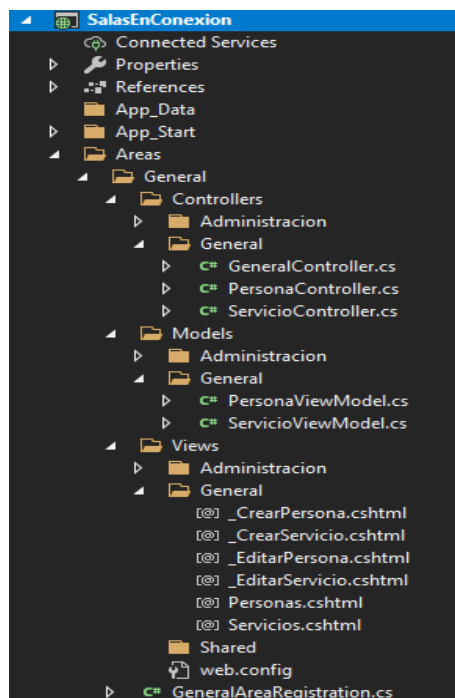 SalasEnConexion
Connected Services
Properties
References
App_Data
App_Start
Areas
General
Controllers
Administracion
General
C# GeneralController.cs
C# PersonaController.cs
C# ServicioController.cs
Models
Administracion
General
C# PersonaViewModel.cs
C# ServicioViewModel.cs
Views
Administracion
General
[@] _CrearPersona.cshtml
[@] _CrearServicio.cshtml
[@] _EditarPersona.cshtml
[@] _EditarServicio.cshtml
[@] Personas.cshtml
[@] Servicios.cshtml
Shared
web.config
C# GeneralAreaRegistration.cs